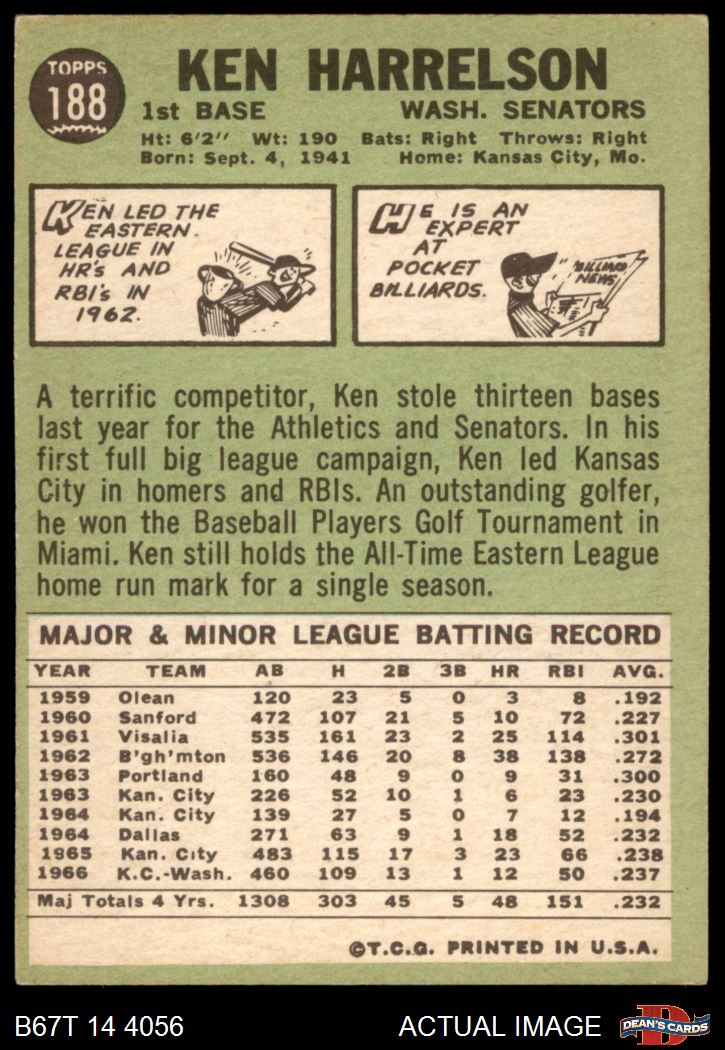 TOPPS
188
KEN HARRELSON
1st BASE WASH. SENATORS
Ht: 6'2" Wt: 190 Bats: Right Throws: Right
Born: Sept. 4, 1941 Home: Kansas City, Mo.
KEN LED THE
EASTERN
LEAGUE IN
HR's AND
RBI's IN
1962.
HE IS AN
EXPERT
AT
POCKET
BILLIARDS.
"BILLIARD
NEWS"
A terrific competitor, Ken stole thirteen bases
last year for the Athletics and Senators. In his
first full big league campaign, Ken led Kansas
City in homers and RBIs. An outstanding golfer,
he won the Baseball Players Golf Tournament in
Miami. Ken still holds the All-Time Eastern League
home run mark for a single season.
MAJOR & MINOR LEAGUE BATTING RECORD
YEAR TEAM AB H 2B 3B HR RBI AVG.
1959 Olean 120 23 5 0 3 8 .192
1960 Sanford 472 107 21 5 10 72 .227
1961 Visalia 535 161 23 2 25 114 .301
1962 B'gh'mton 536 146 20 8 38 138 .272
1963 Portland 160 48 9 0 9 31 .300
1963 Kan. City 226 52 10 1 6 23 .230
1964 Kan. City 139 27 5 0 7 12 .194
1964 Dallas 271 63 9 1 18 52 .232
1965 Kan. City 483 115 17 3 23 66 .238
1966 K.C.-Wash. 460 109 13 1 12 50 .237
Maj Totals 4 Yrs. 1308 303 45 5 48 151 .232
©T.C.G. PRINTED IN U.S.A.
B67T 14 4056 ACTUAL IMAGE DEAN'S CARDS